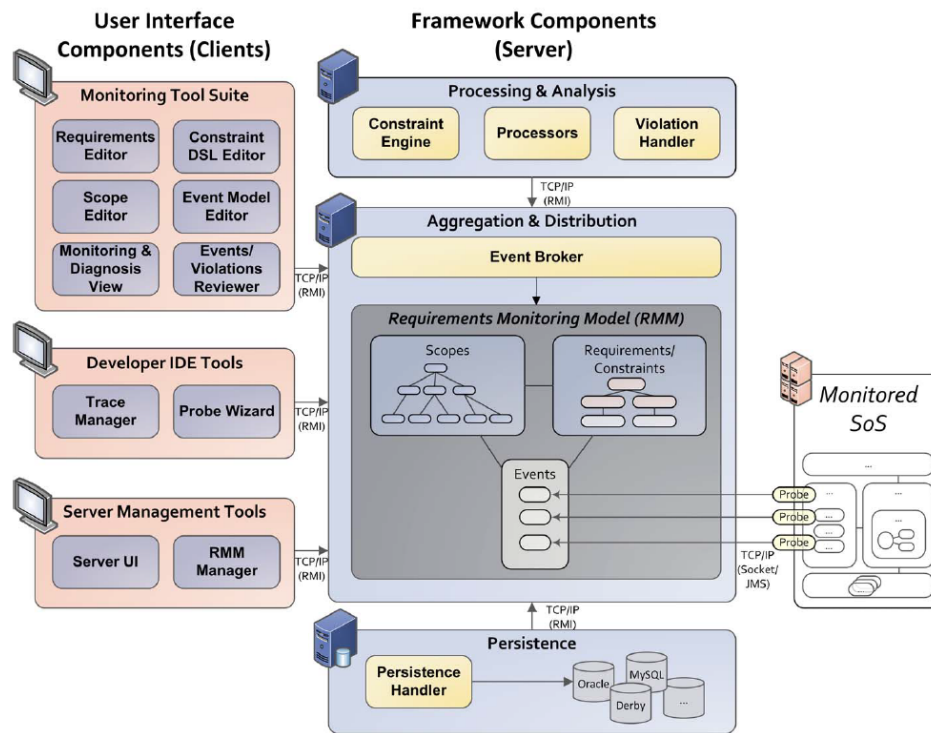 User Interface
Components (Clients)
Framework Components
(Server)
Monitoring Tool Suite
Requirements
Editor
Constraint
DSL Editor
Scope
Editor
Event Model
Editor
Monitoring &
Diagnosis
View
Events/
Violations
Reviewer
TCP/IP
(RMI)
Developer IDE Tools
Trace
Manager
Probe Wizard
TCP/IP
(RMI)
Server Management Tools
Server UI
RMM
Manager
TCP/IP
(RMI)
Processing & Analysis
Constraint
Engine
Processors
Violation
Handler
TCP/IP
(RMI)
Aggregation & Distribution
Event Broker
Requirements Monitoring Model (RMM)
Scopes
Requirements/
Constraints
Events
Monitored
SoS
...
...
...
Probe
Probe
Probe
...
...
...
...
TCP/IP
(Socket/
JMS)
TCP/IP
(RMI)
Persistence
Persistence
Handler
Oracle
MySQL
Derby
...